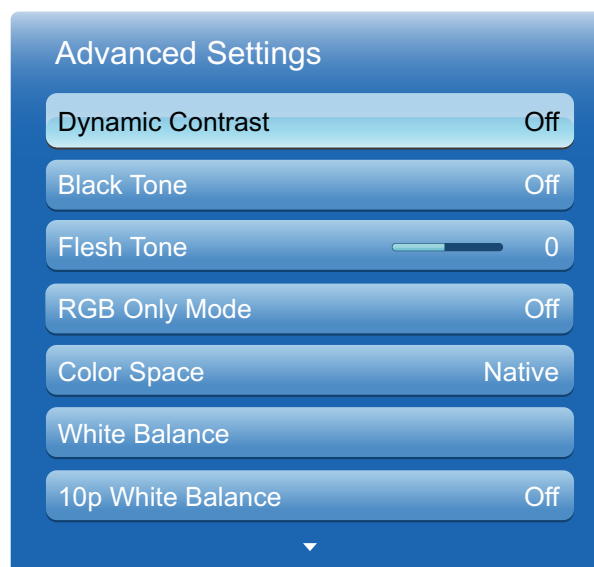 Advanced Settings
Dynamic Contrast Off
Black Tone Off
Flesh Tone 0
RGB Only Mode Off
Color Space Native
White Balance
10p White Balance Off